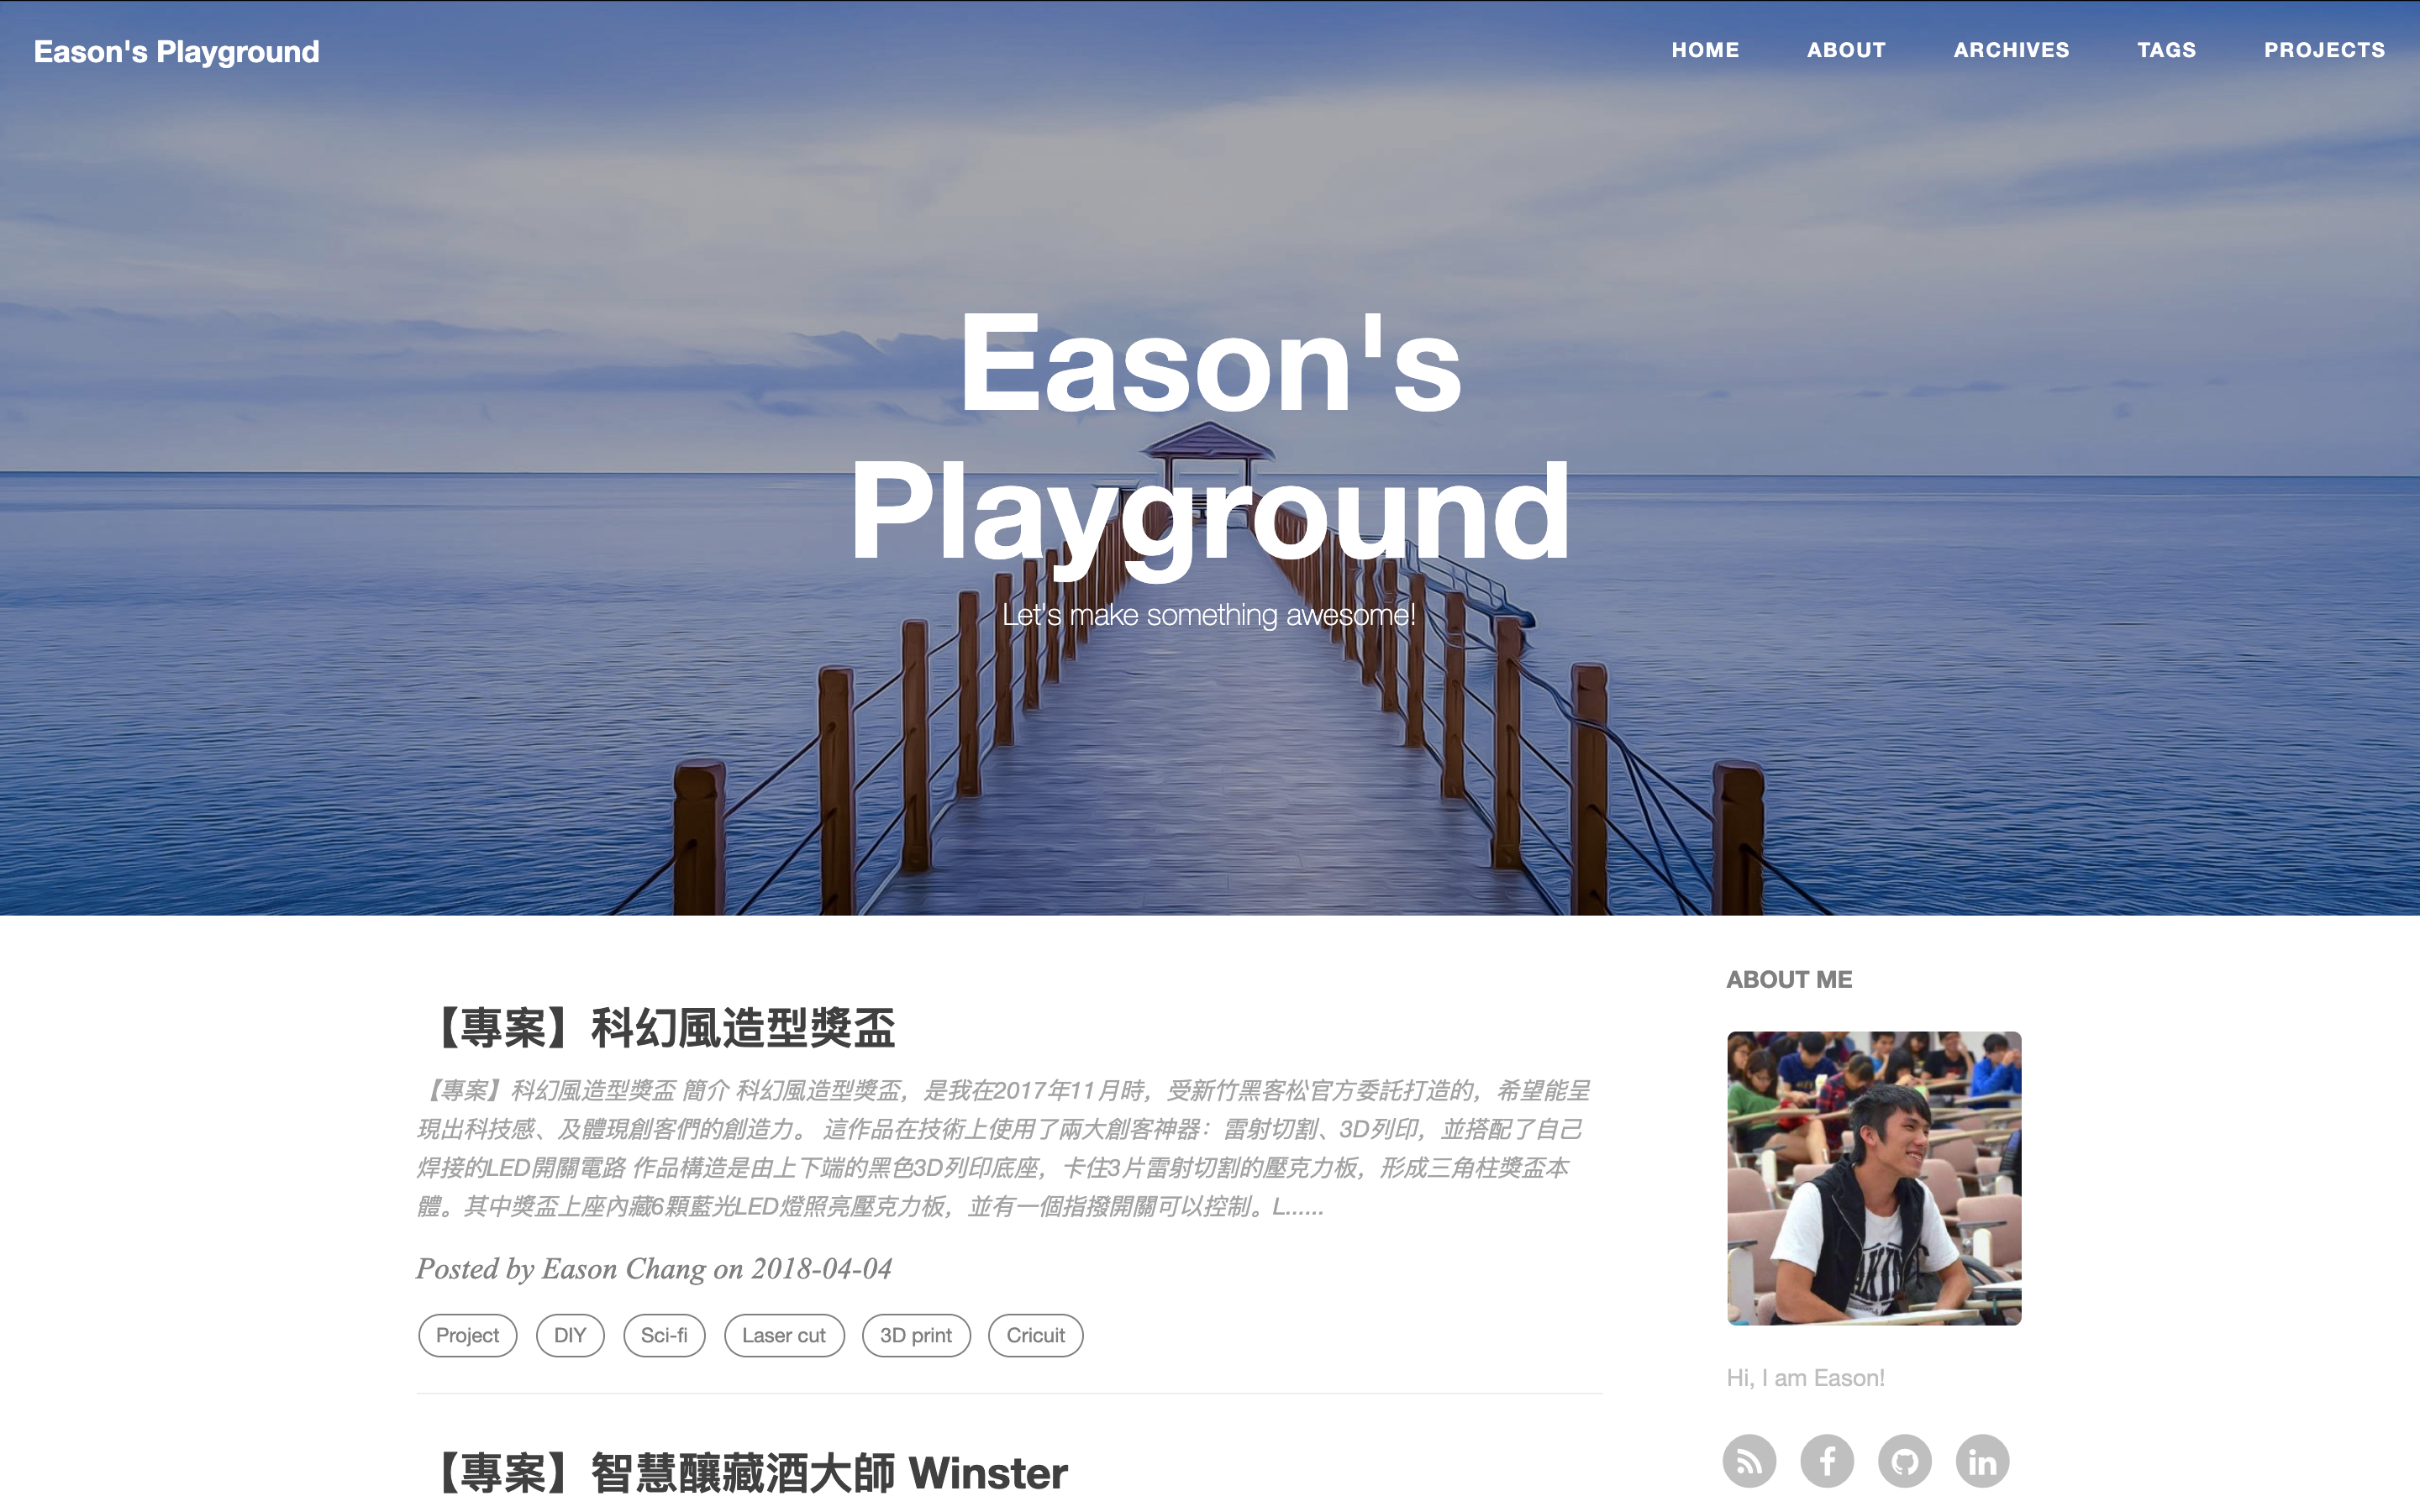 Eason's Playground
HOME ABOUT ARCHIVES TAGS PROJECTS
Eason's
Playground
Let's make something awesome!
【專案】科幻風造型獎盃
【專案】科幻風造型獎盃 簡介 科幻風造型獎盃，是我在2017年11月時，受新竹黑客松官方委託打造的，希望能呈
現出科技感、及體現創客們的創造力。 這作品在技術上使用了兩大創客神器：雷射切割、3D列印，並搭配了自己
焊接的LED開關電路 作品構造是由上下端的黑色3D列印底座，卡住3片雷射切割的壓克力板，形成三角柱獎盃本
體。其中獎盃上座內藏6顆藍光LED燈照亮壓克力板，並有一個指撥開關可以控制。L......
Posted by Eason Chang on 2018-04-04
Project DIY Sci-fi Laser cut 3D print Cricuit
【專案】智慧釀藏酒大師 Winster
ABOUT ME
Hi, I am Eason!